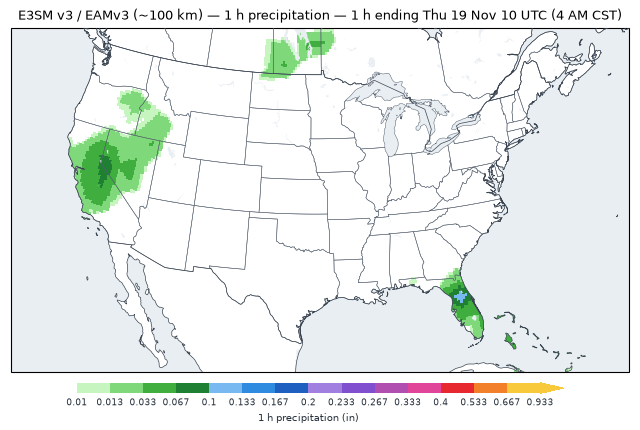 E3SM v3 / EAMv3 (~100 km) — 1 h precipitation — 1 h ending Thu 19 Nov 10 UTC (4 AM CST)
0.01 0.013 0.033 0.067 0.1 0.133 0.167 0.2 0.233 0.267 0.333 0.4 0.533 0.667 0.933
1 h precipitation (in)